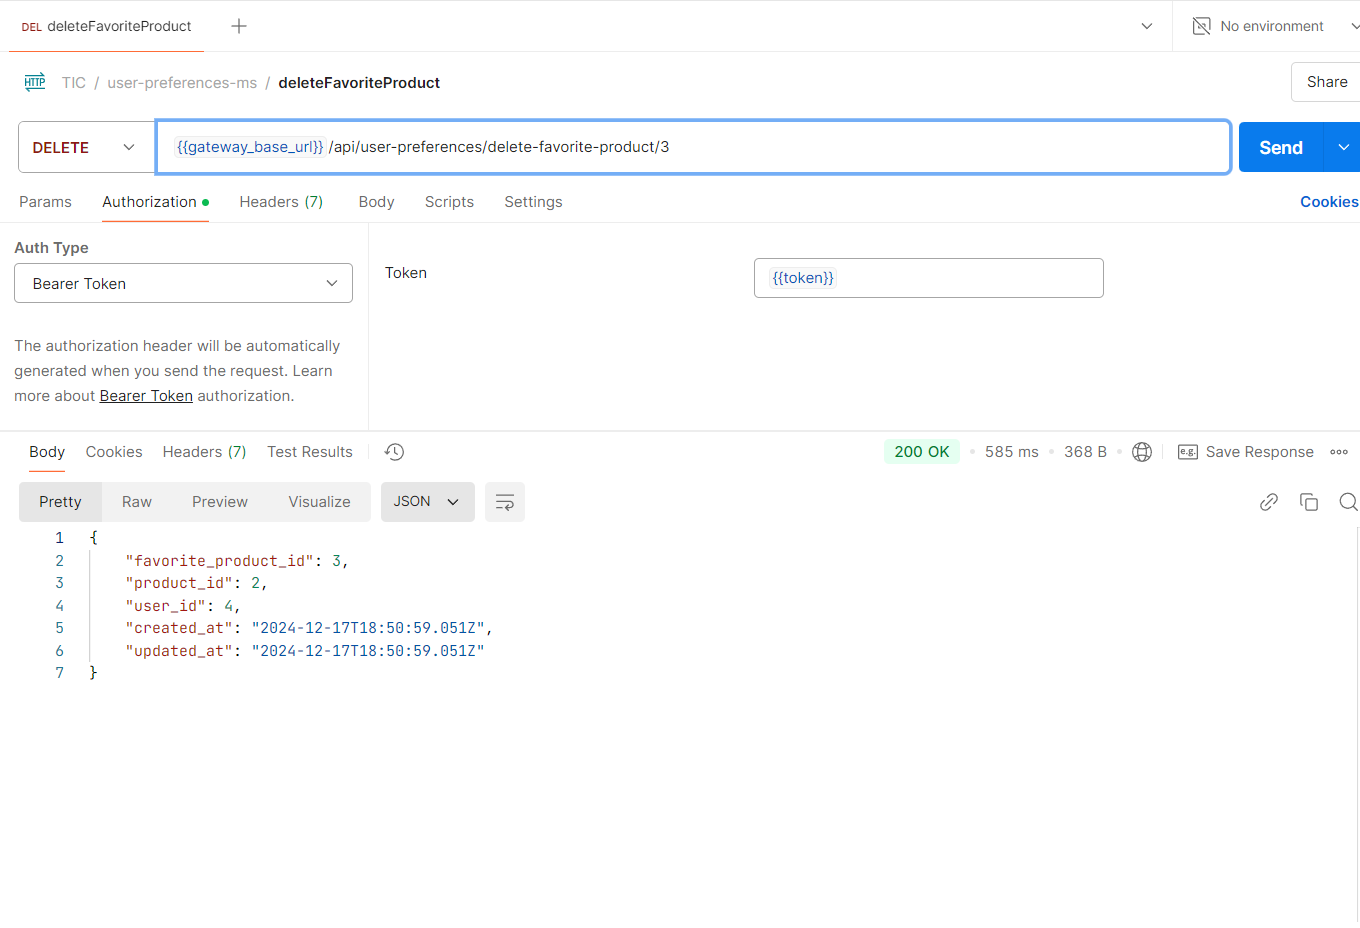 DEL deleteFavoriteProduct
No environment
HTTP TIC / user-preferences-ms / deleteFavoriteProduct
Share
DELETE {{gateway_base_url}} /api/user-preferences/delete-favorite-product/3 Send
Params Authorization Headers (7) Body Scripts Settings Cookies
Auth Type
Bearer Token
The authorization header will be automatically
generated when you send the request. Learn
more about Bearer Token authorization.
Token {{token}}
Body Cookies Headers (7) Test Results 200 OK 585 ms 368 B e.g. Save Response
Pretty Raw Preview Visualize JSON
1 {
2 "favorite_product_id": 3,
3 "product_id": 2,
4 "user_id": 4,
5 "created_at": "2024-12-17T18:50:59.051Z",
6 "updated_at": "2024-12-17T18:50:59.051Z"
7 }